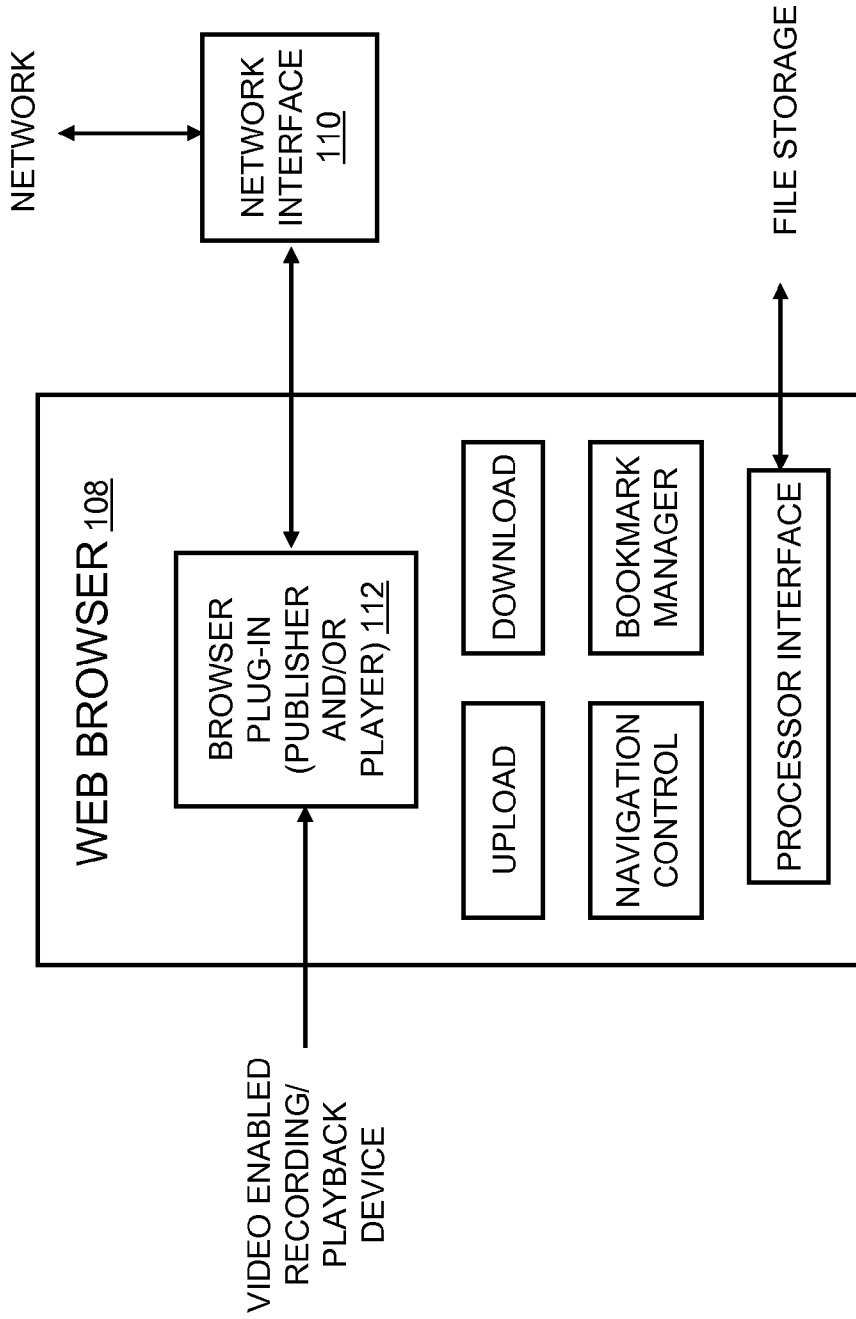 WEB BROWSER 108
VIDEO ENABLED
RECORDING/
PLAYBACK
DEVICE
BROWSER
PLUG-IN
(PUBLISHER
AND/OR
PLAYER) 112
NETWORK
NETWORK
INTERFACE
110
UPLOAD
DOWNLOAD
NAVIGATION
CONTROL
BOOKMARK
MANAGER
PROCESSOR INTERFACE
FILE STORAGE